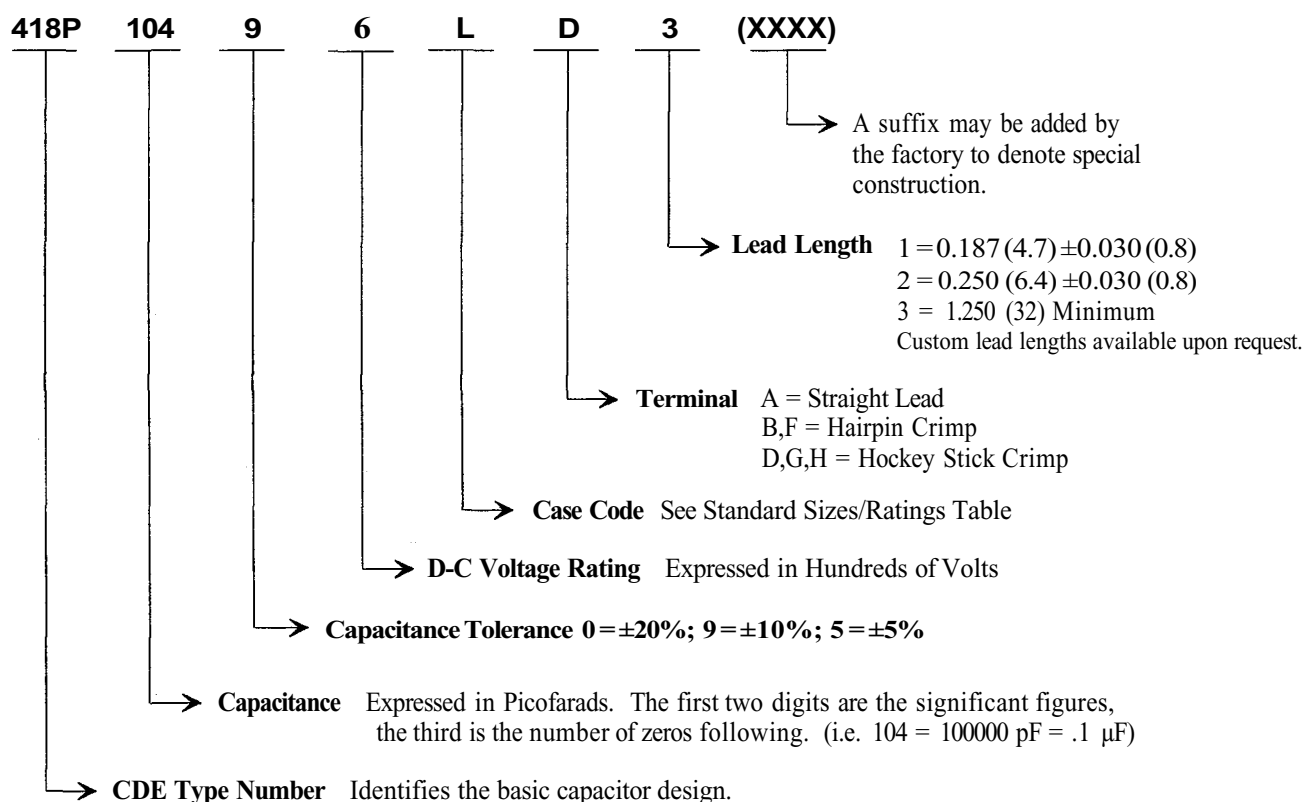 418P 104 9 6 L D 3 (XXXX)
A suffix may be added by
the factory to denote special
construction.
Lead Length 1 = 0.187 (4.7) ±0.030 (0.8)
2 = 0.250 (6.4) ±0.030 (0.8)
3 = 1.250 (32) Minimum
Custom lead lengths available upon request.
Terminal A = Straight Lead
B,F = Hairpin Crimp
D,G,H = Hockey Stick Crimp
Case Code See Standard Sizes/Ratings Table
D-C Voltage Rating Expressed in Hundreds of Volts
Capacitance Tolerance 0=±20%; 9=±10%; 5=±5%
Capacitance Expressed in Picofarads. The first two digits are the significant figures,
the third is the number of zeros following. (i.e. 104 = 100000 pF = .1 μF)
CDE Type Number Identifies the basic capacitor design.